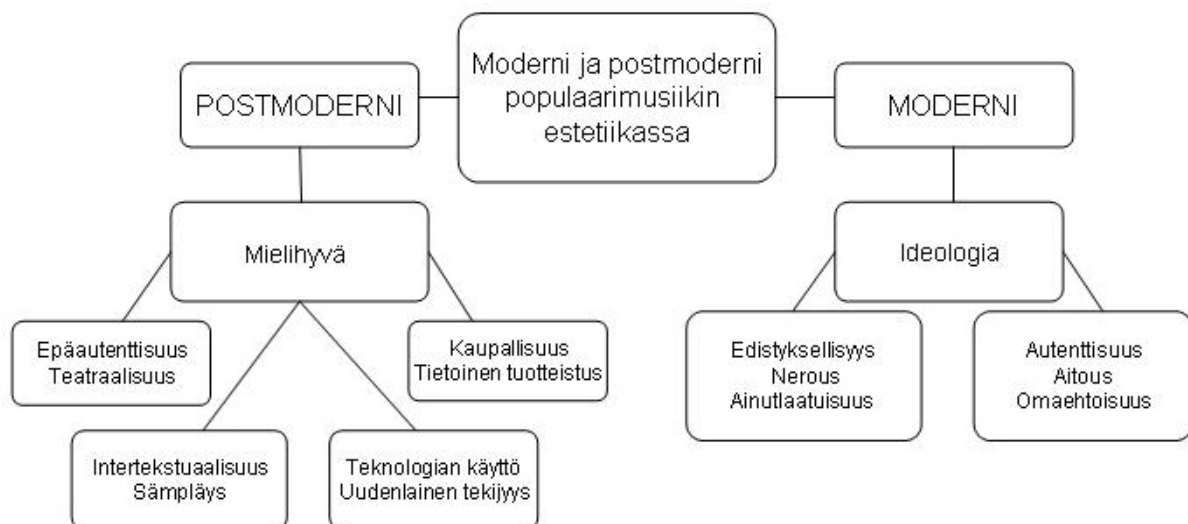 Moderni ja postmoderni
populaarimusiikin
estetiikassa
POSTMODERNI
MODERNI
Mielihyvä
Ideologia
Epäautenttisuus
Teatraalisuus
Kaupallisuus
Tietoinen tuotteistus
Intertekstuaalisuus
Sämpläys
Teknologian käyttö
Uudenlainen tekijyys
Edistyksellisyys
Nerous
Ainutlaatuisuus
Autenttisuus
Aitous
Omaehtoisuus